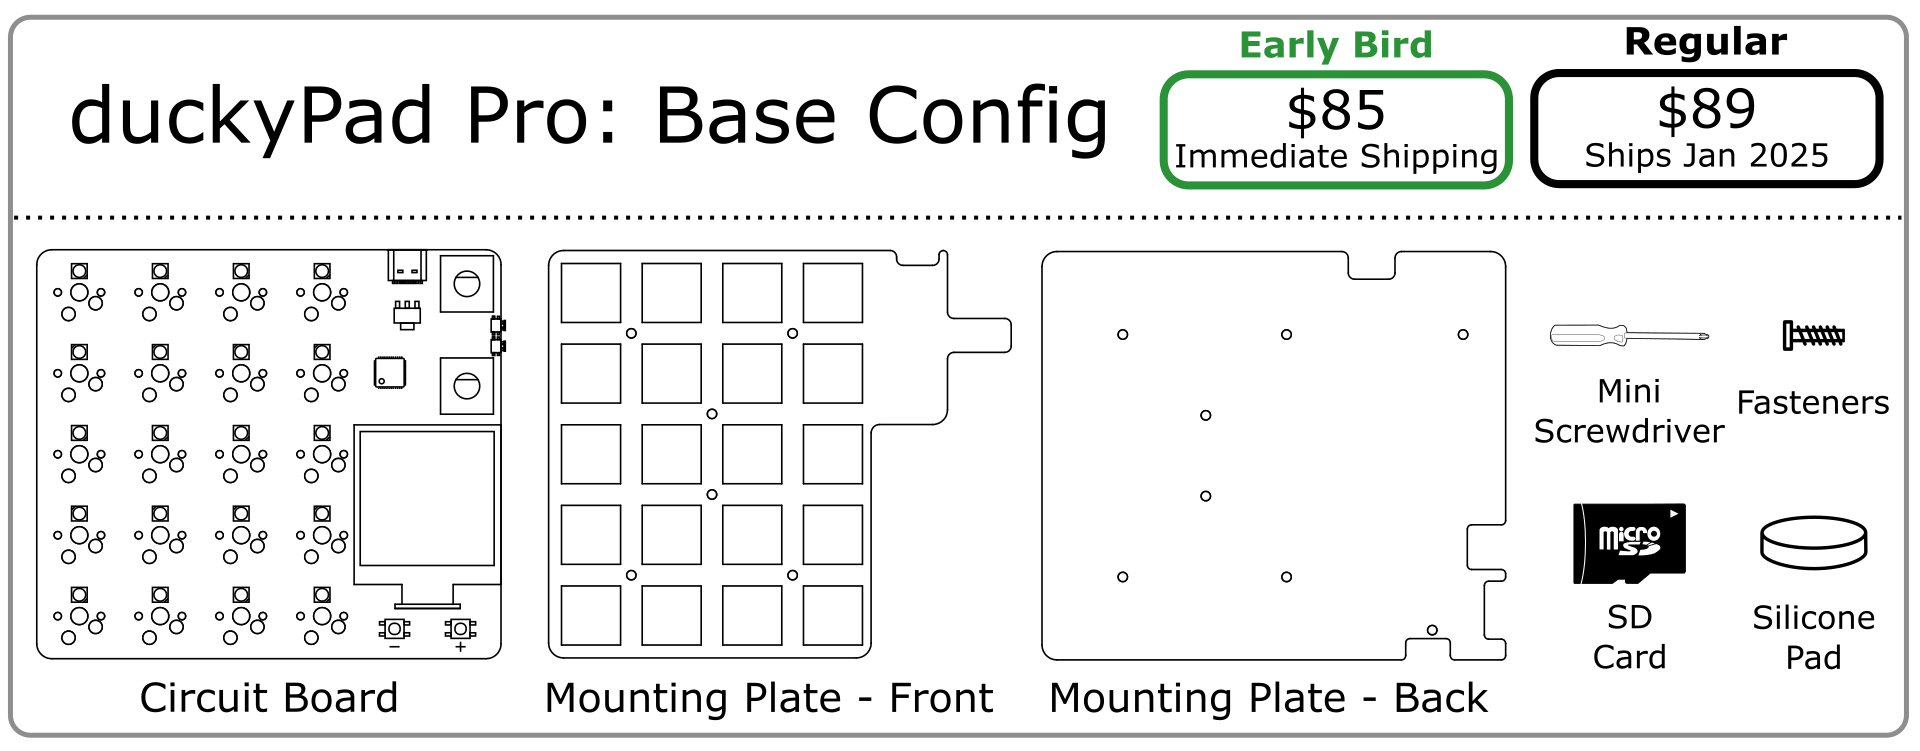 Early Bird
Regular
duckyPad Pro: Base Config
$85
Immediate Shipping
$89
Ships Jan 2025
Mini
Screwdriver
Fasteners
micro
SD
SD
Card
Silicone
Pad
− +
Circuit Board
Mounting Plate - Front
Mounting Plate - Back